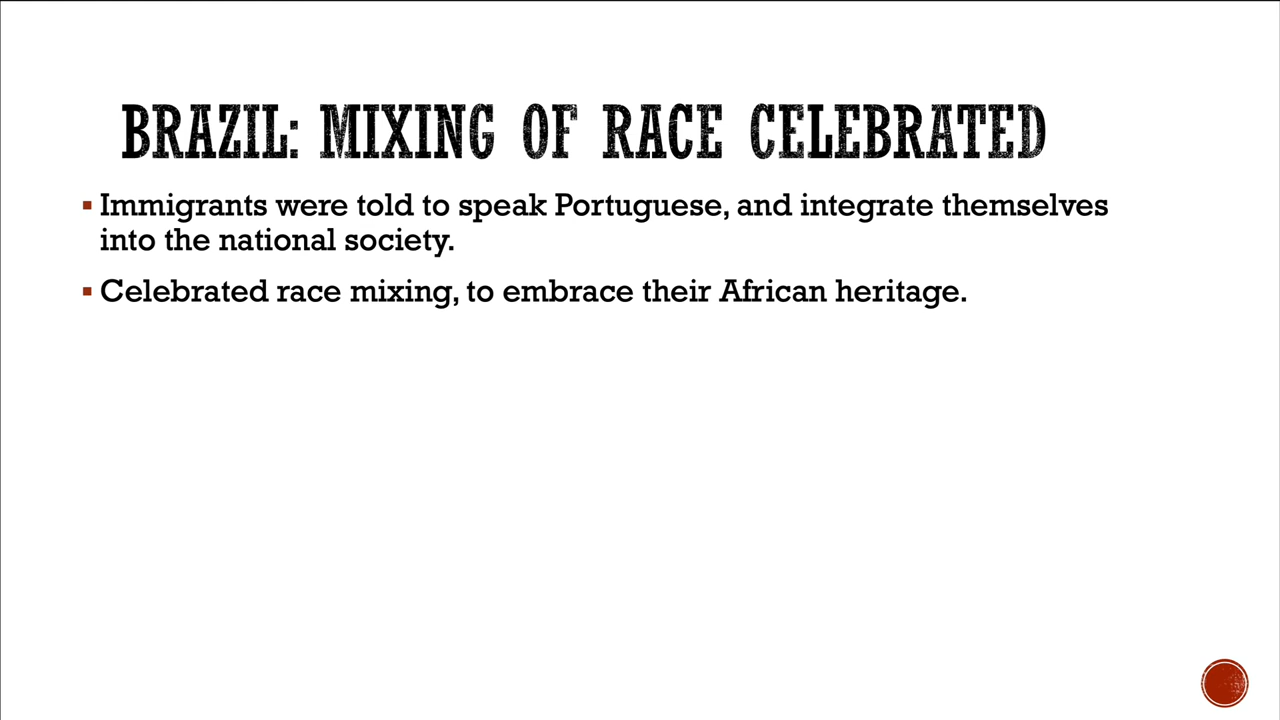 BRAZIL: MIXING OF RACE CELEBRATED
▪ Immigrants were told to speak Portuguese, and integrate themselves
into the national society.
▪ Celebrated race mixing, to embrace their African heritage.